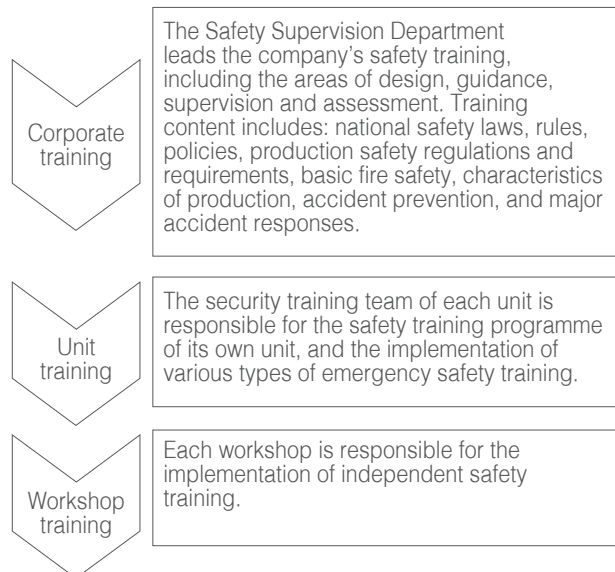 Corporate
training
The Safety Supervision Department
leads the company's safety training,
including the areas of design, guidance,
supervision and assessment. Training
content includes: national safety laws, rules,
policies, production safety regulations and
requirements, basic fire safety, characteristics
of production, accident prevention, and major
accident responses.
Unit
training
The security training team of each unit is
responsible for the safety training programme
of its own unit, and the implementation of
various types of emergency safety training.
Workshop
training
Each workshop is responsible for the
implementation of independent safety
training.